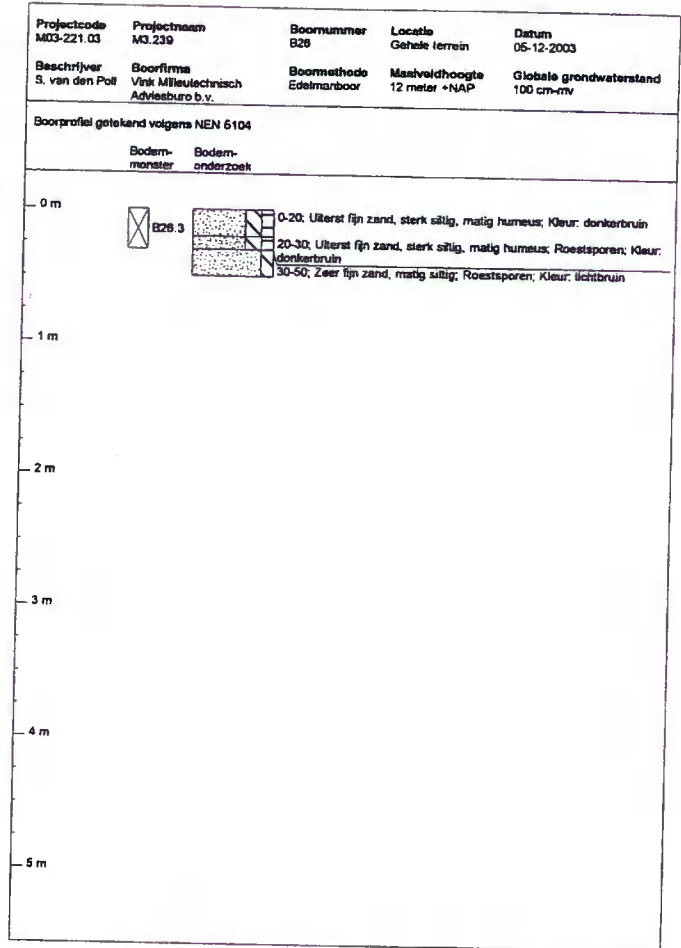 Projectcode Projectnaam Boornummer Locatie Datum
M03-221.03 M3.239 B26 Gehele terrein 05-12-2003
Beschrijver Boorfirma Boormethode Maaiveldhoogte Globale grondwaterstand
S. van den Poll Vink Milieutechnisch Edelmanboor 12 meter +NAP 100 cm-mv
Adviesburo b.v.
Boorprofiel getekend volgens NEN 5104
Bodem- Bodem-
monster onderzoek
0 m
B26.3
0-20; Uiterst fijn zand, sterk siltig, matig humeus; Kleur: donkerbruin
20-30; Uiterst fijn zand, sterk siltig, matig humeus; Roestsporen; Kleur:
donkerbruin
30-50; Zeer fijn zand, matig siltig; Roestsporen; Kleur: lichtbruin
1 m
2 m
3 m
4 m
5 m